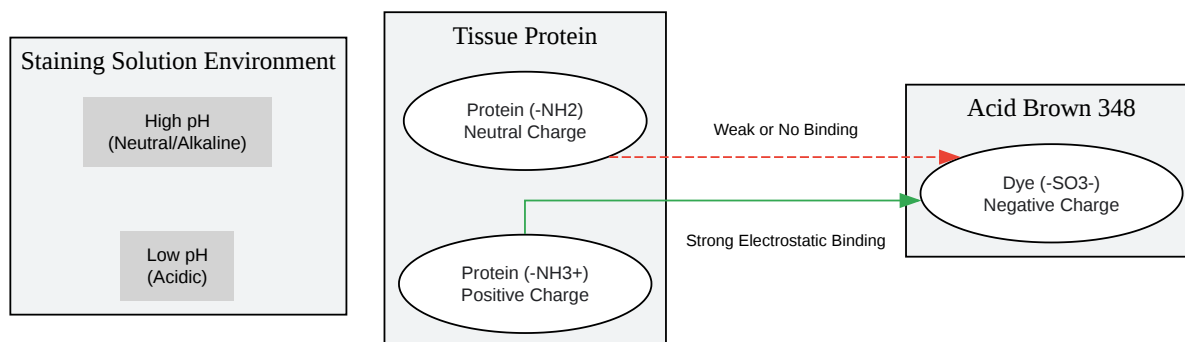 Staining Solution Environment
High pH
(Neutral/Alkaline)
Low pH
(Acidic)
Tissue Protein
Protein (-NH2)
Neutral Charge
Protein (-NH3+)
Positive Charge
Weak or No Binding
Strong Electrostatic Binding
Acid Brown 348
Dye (-SO3-)
Negative Charge